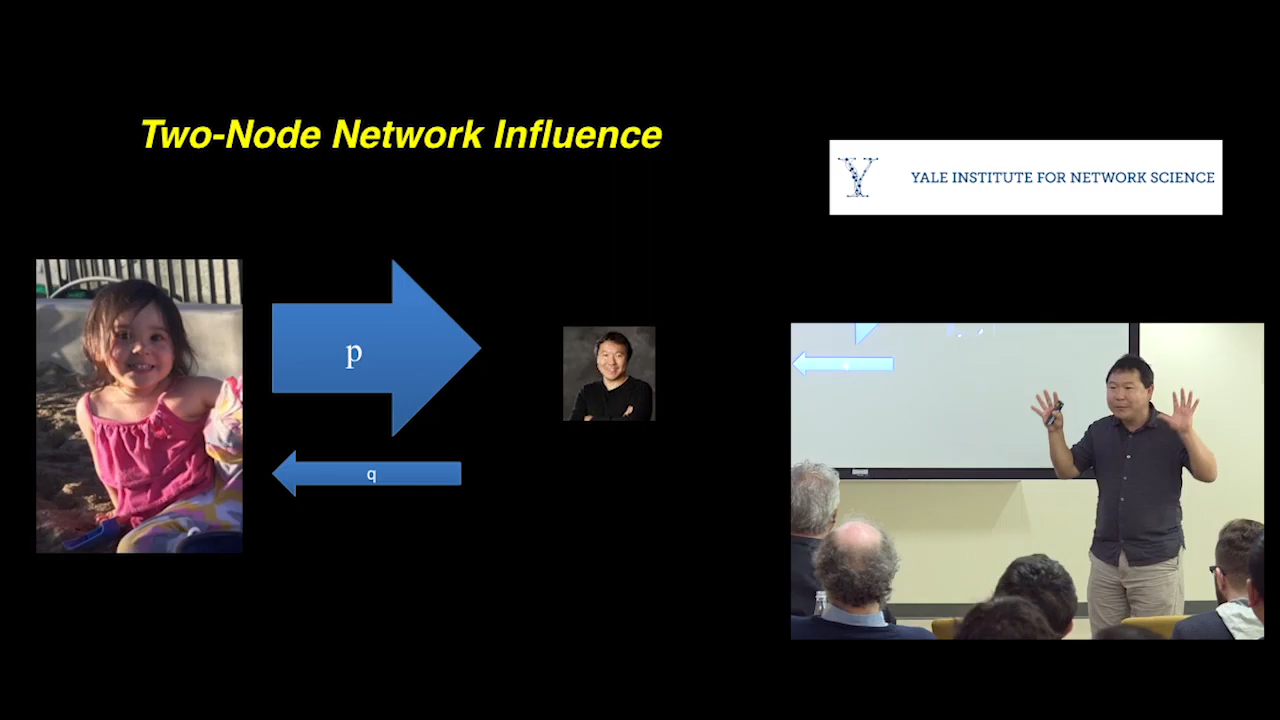 Two-Node Network Influence
Y YALE INSTITUTE FOR NETWORK SCIENCE
p
q